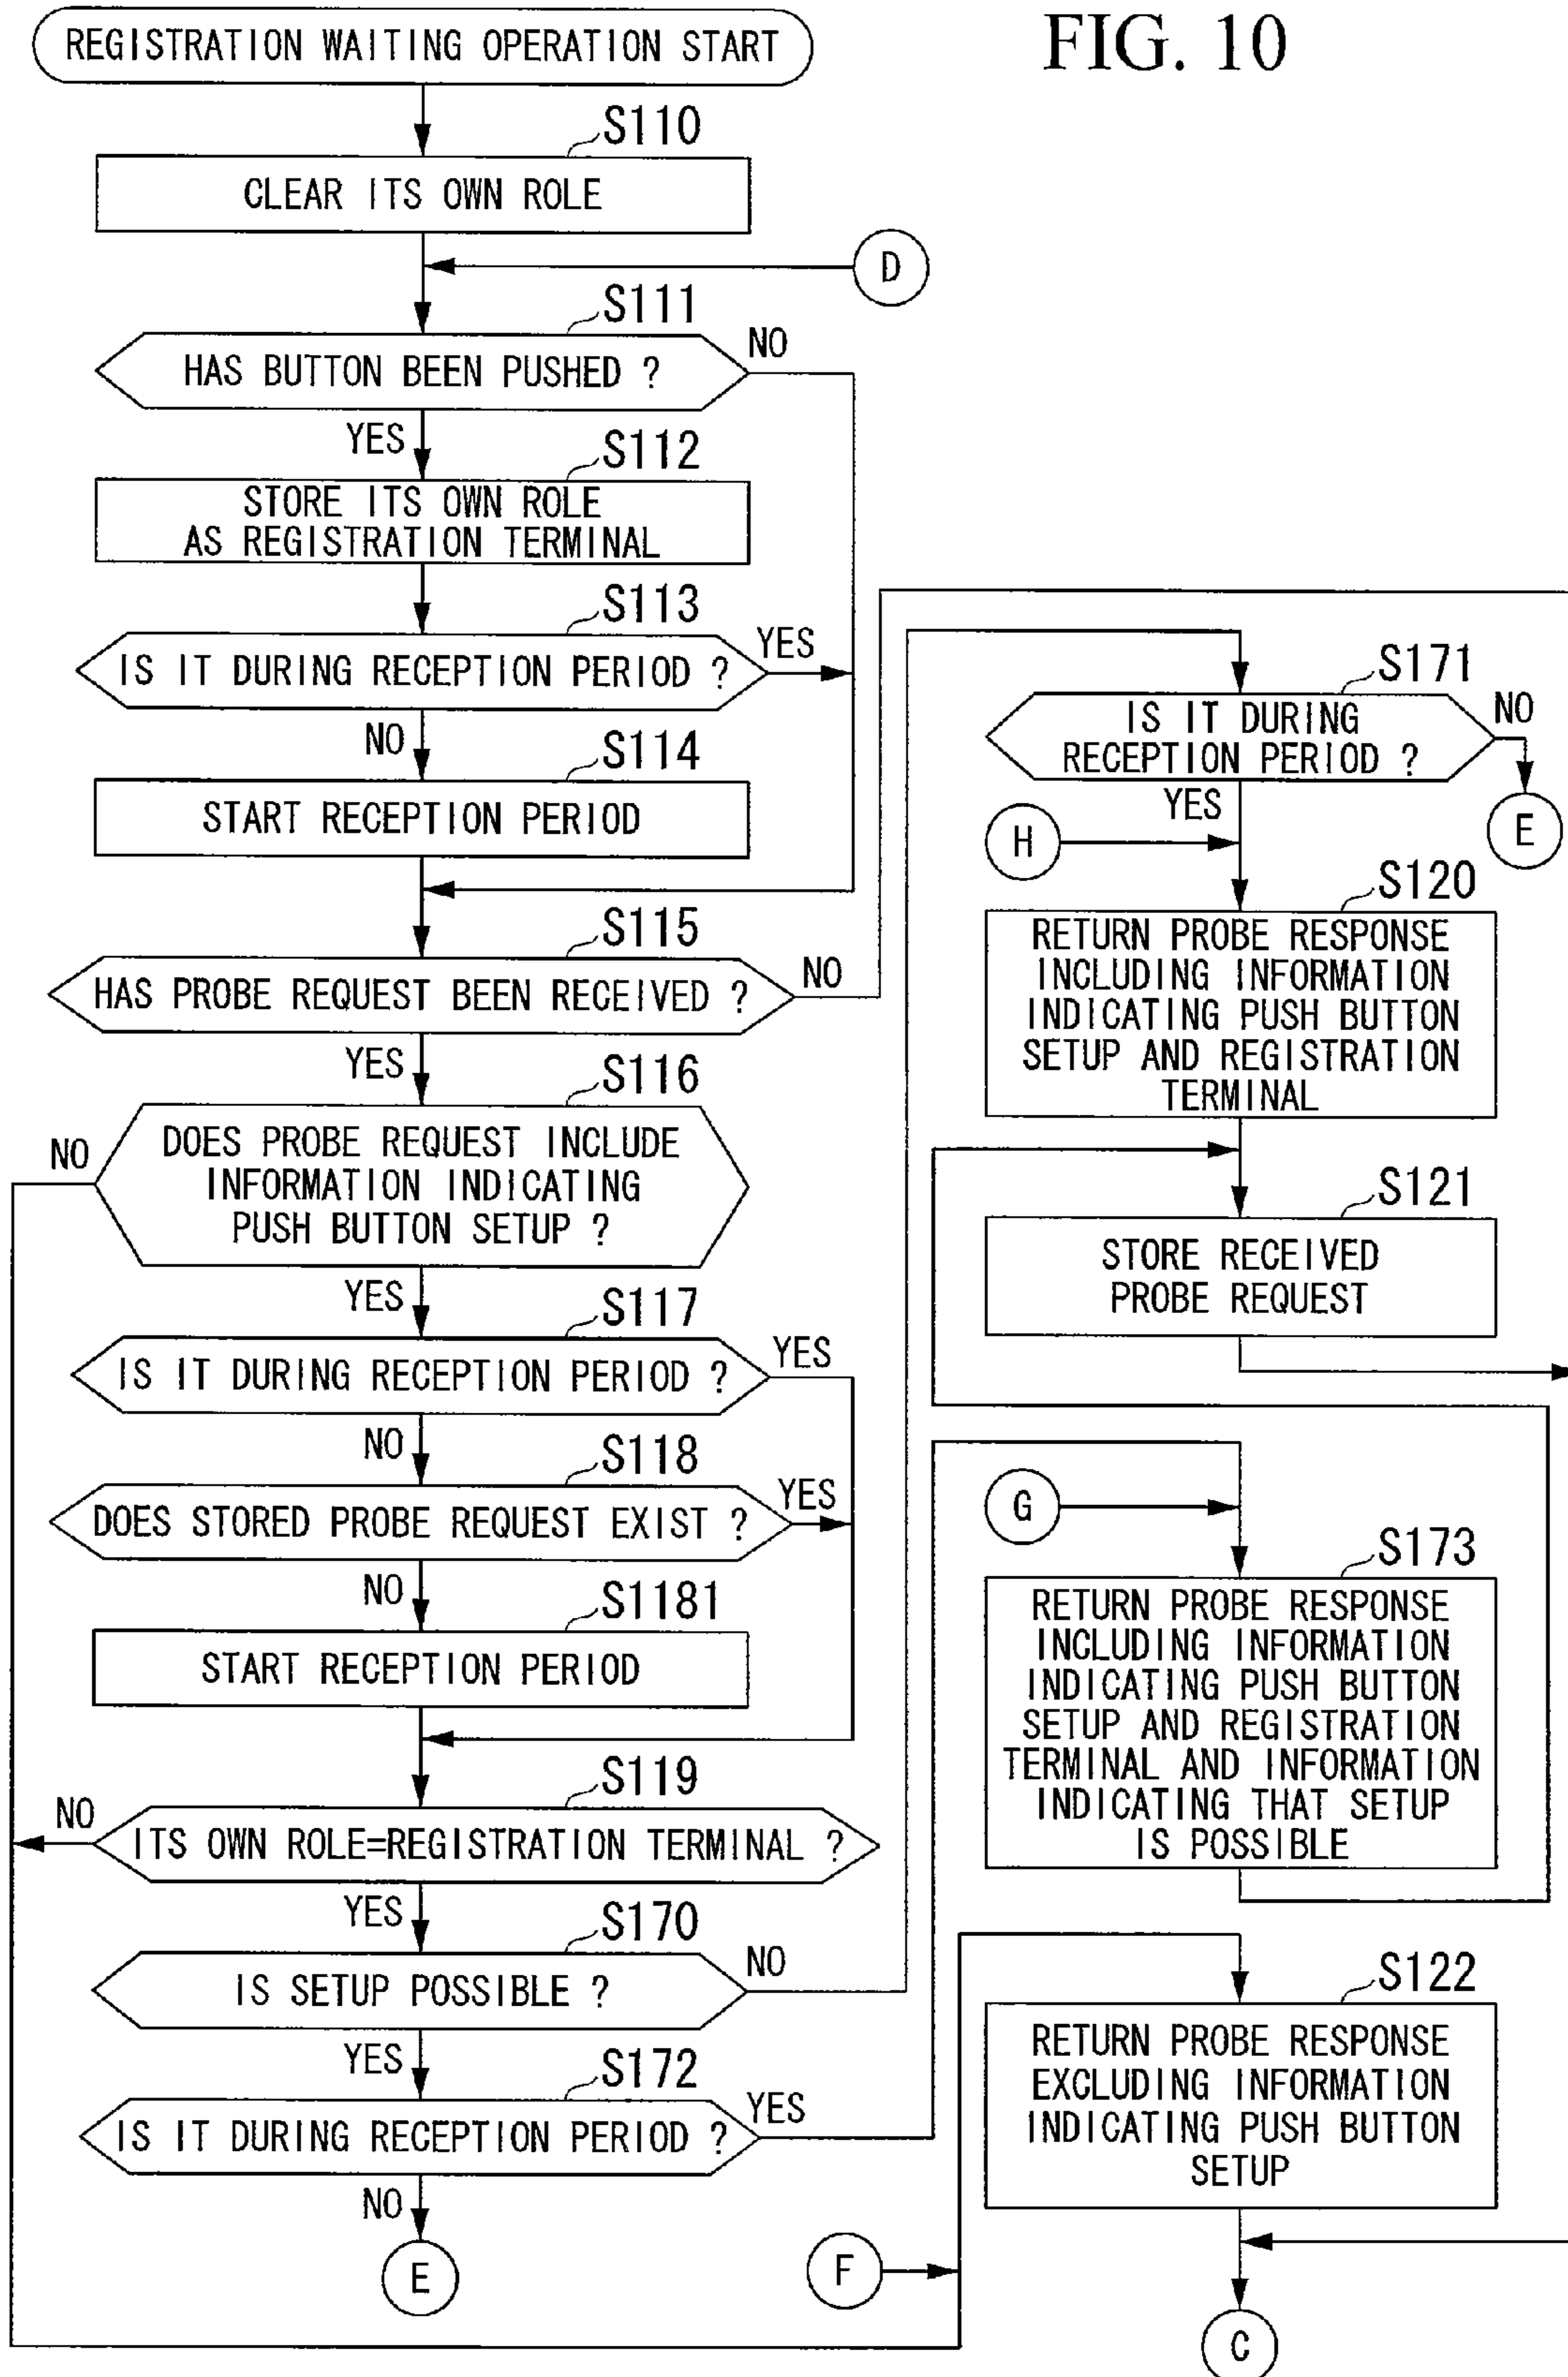 FIG. 10
REGISTRATION WAITING OPERATION START
S110
CLEAR ITS OWN ROLE
D
S111
HAS BUTTON BEEN PUSHED ?
NO
YES
S112
STORE ITS OWN ROLE
AS REGISTRATION TERMINAL
S113
IS IT DURING RECEPTION PERIOD ?
YES
NO
S114
START RECEPTION PERIOD
S115
HAS PROBE REQUEST BEEN RECEIVED ?
NO
YES
S116
DOES PROBE REQUEST INCLUDE
INFORMATION INDICATING
PUSH BUTTON SETUP ?
NO
YES
S117
IS IT DURING RECEPTION PERIOD ?
YES
NO
S118
DOES STORED PROBE REQUEST EXIST ?
YES
NO
S1181
START RECEPTION PERIOD
S119
ITS OWN ROLE=REGISTRATION TERMINAL ?
NO
YES
S170
IS SETUP POSSIBLE ?
NO
YES
S172
IS IT DURING RECEPTION PERIOD ?
YES
NO
E
S171
IS IT DURING
RECEPTION PERIOD ?
NO
E
YES
H
S120
RETURN PROBE RESPONSE
INCLUDING INFORMATION
INDICATING PUSH BUTTON
SETUP AND REGISTRATION
TERMINAL
S121
STORE RECEIVED
PROBE REQUEST
G
S173
RETURN PROBE RESPONSE
INCLUDING INFORMATION
INDICATING PUSH BUTTON
SETUP AND REGISTRATION
TERMINAL AND INFORMATION
INDICATING THAT SETUP
IS POSSIBLE
S122
RETURN PROBE RESPONSE
EXCLUDING INFORMATION
INDICATING PUSH BUTTON
SETUP
F
C